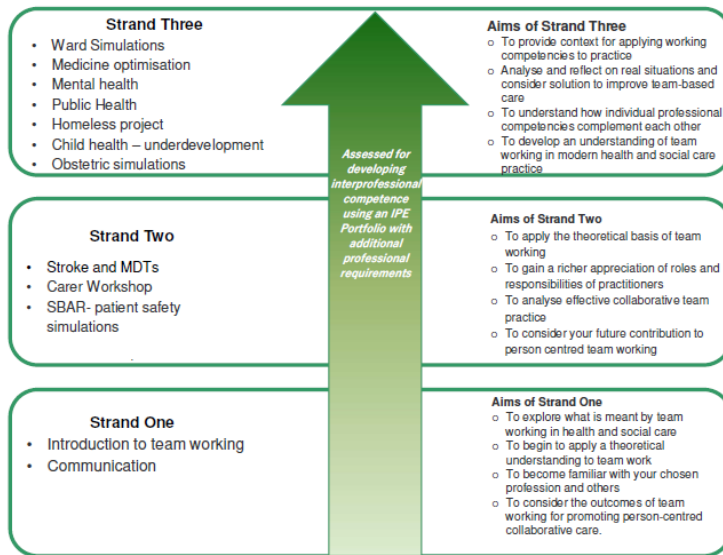 Strand Three
• Ward Simulations
• Medicine optimisation
• Mental health
• Public Health
• Homeless project
• Child health – underdevelopment
• Obstetric simulations
Assessed for
developing
interprofessional
competence
using an IPE
Portfolio with
additional
professional
requirements
Aims of Strand Three
o To provide context for applying working
competencies to practice
o Analyse and reflect on real situations and
consider solution to improve team-based
care
o To understand how individual professional
competencies complement each other
o To develop an understanding of team
working in modern health and social care
practice
Strand Two
• Stroke and MDTs
• Carer Workshop
• SBAR- patient safety
simulations
.
Aims of Strand Two
o To apply the theoretical basis of team
working
o To gain a richer appreciation of roles and
responsibilities of practitioners
o To analyse effective collaborative team
practice
o To consider your future contribution to
person centred team working
Strand One
• Introduction to team working
• Communication
Aims of Strand One
o To explore what is meant by team
working in health and social care
o To begin to apply a theoretical
understanding to team work
o To become familiar with your chosen
profession and others
o To consider the outcomes of team
working for promoting person-centred
collaborative care.